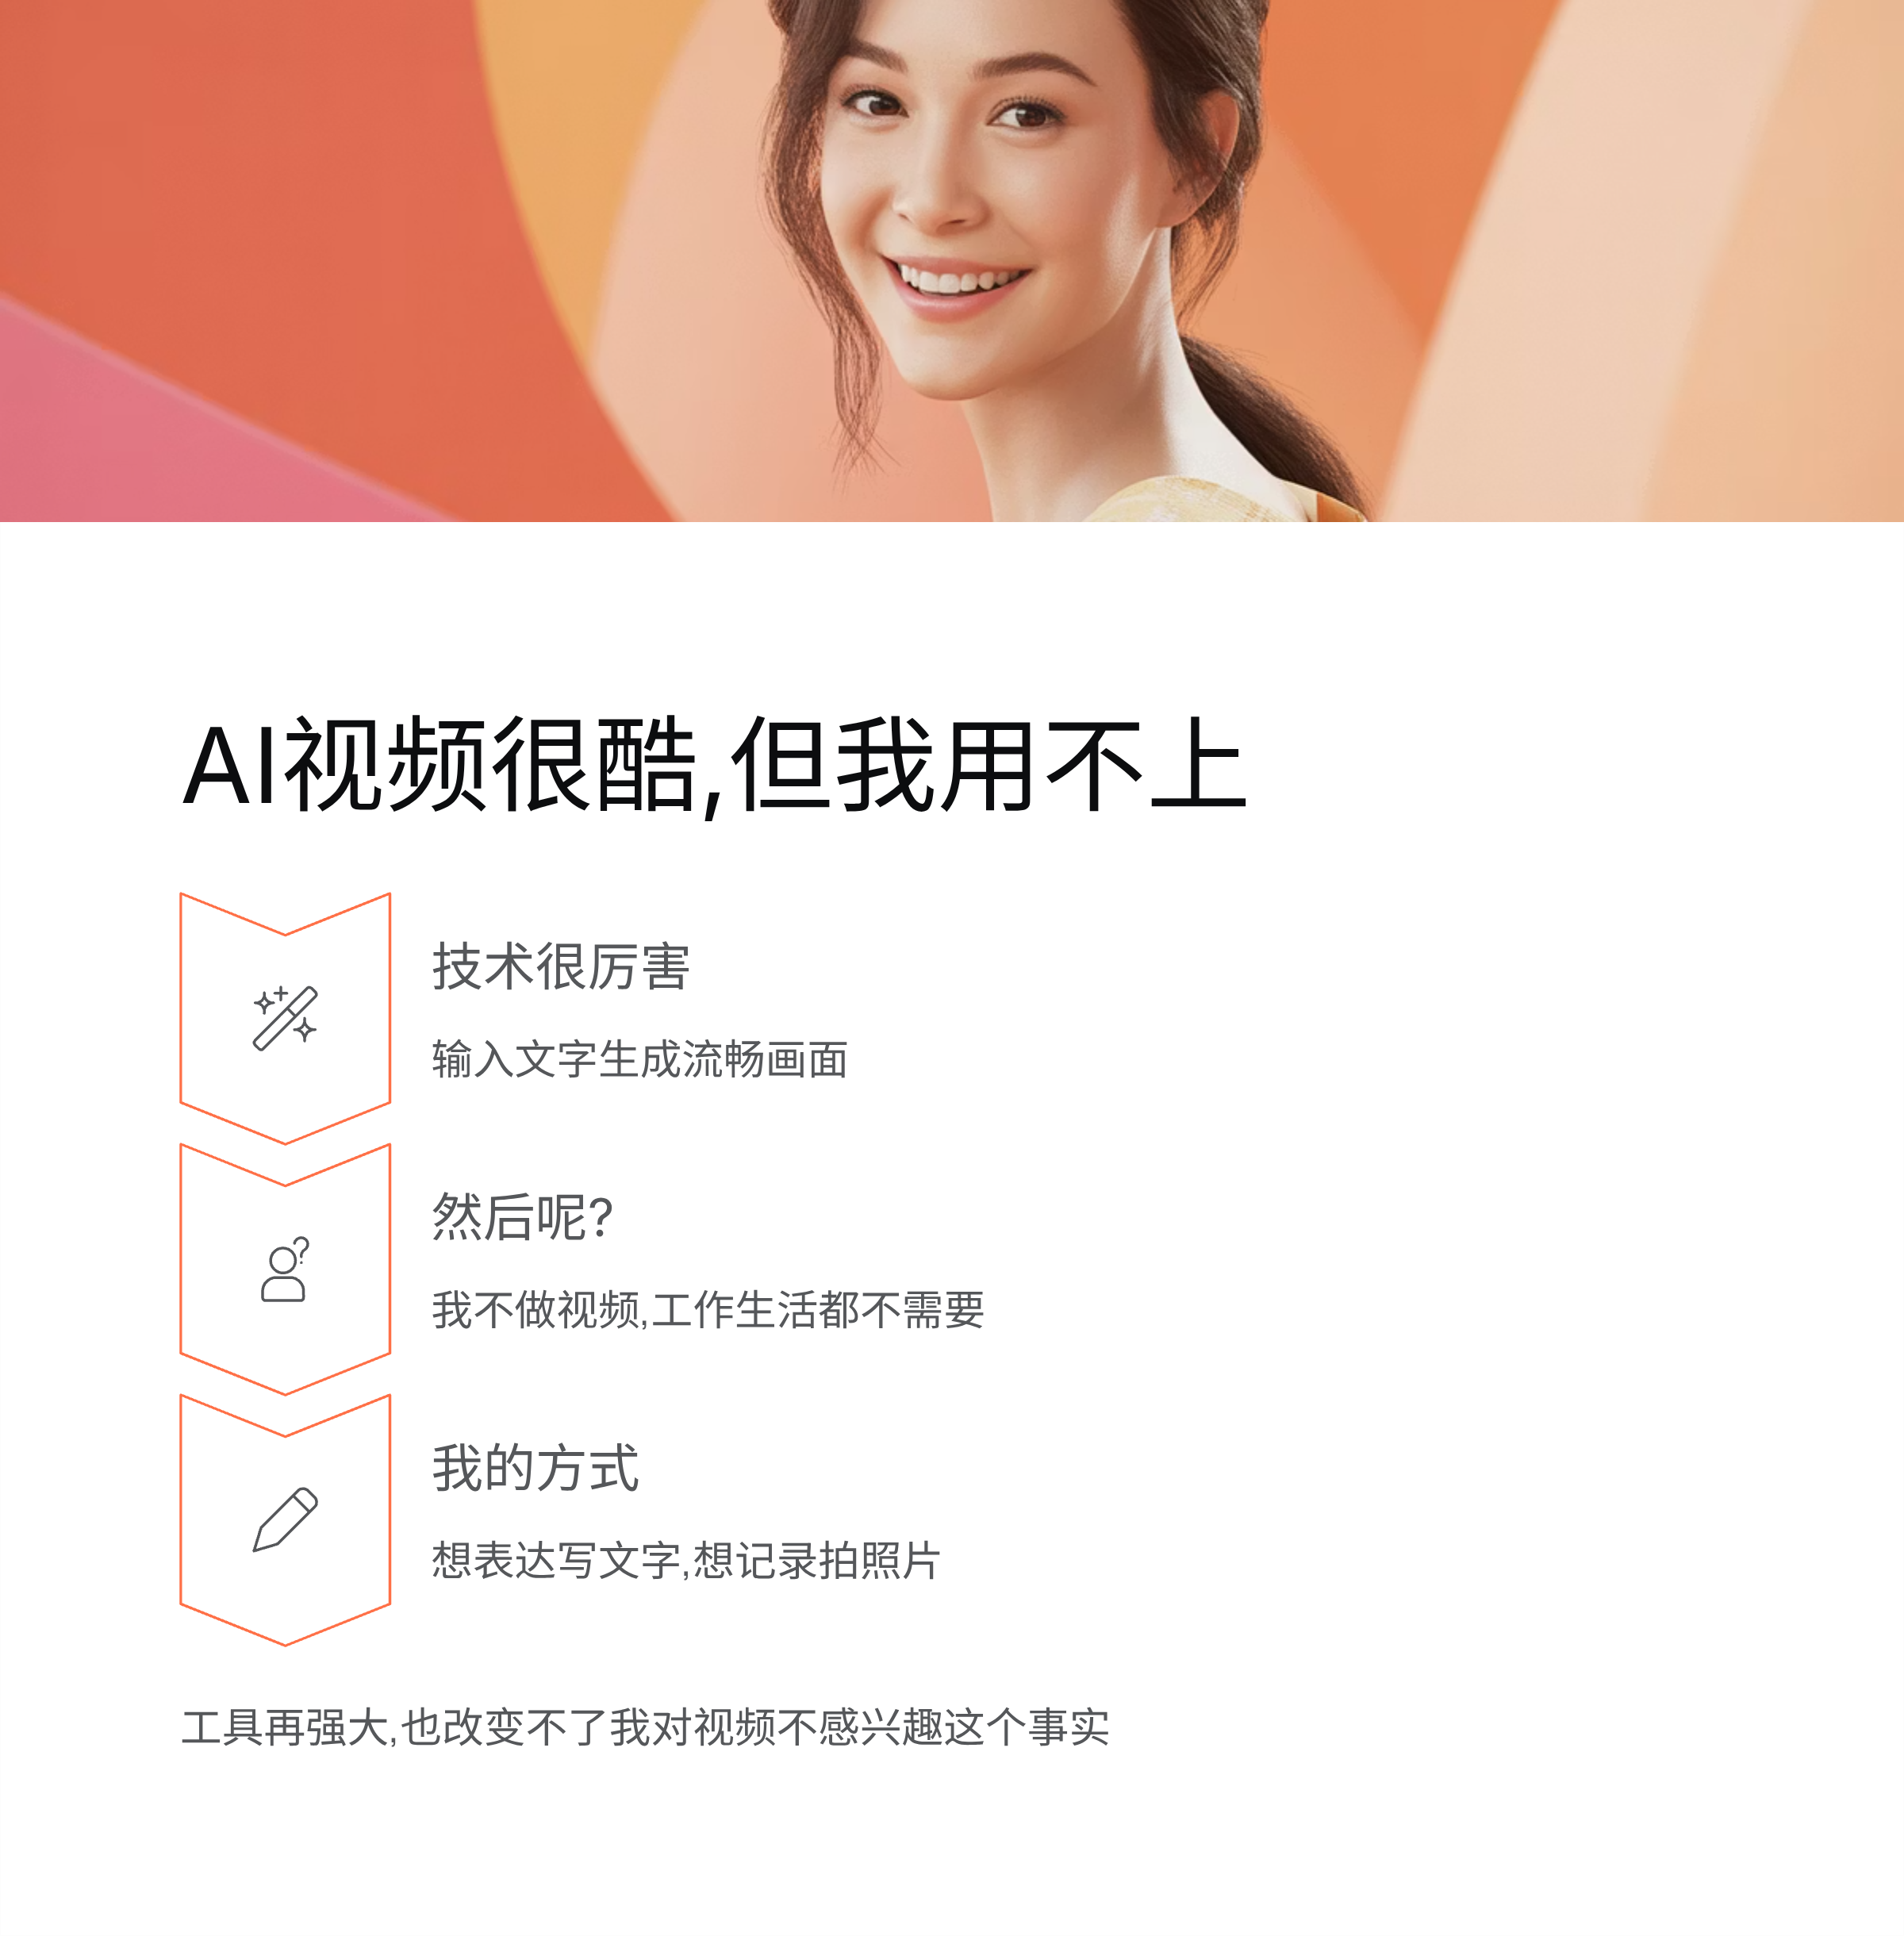 AI视频很酷,但我用不上
技术很厉害
输入文字生成流畅画面
然后呢?
我不做视频,工作生活都不需要
我的方式
想表达写文字,想记录拍照片
工具再强大,也改变不了我对视频不感兴趣这个事实